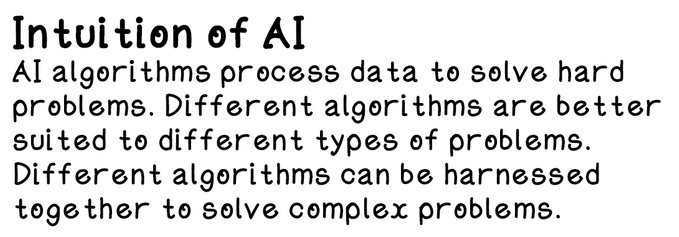 Intuition of AI
AI algorithms process data to solve hard
problems. Different algorithms are better
suited to different types of problems.
Different algorithms can be harnessed
together to solve complex problems.